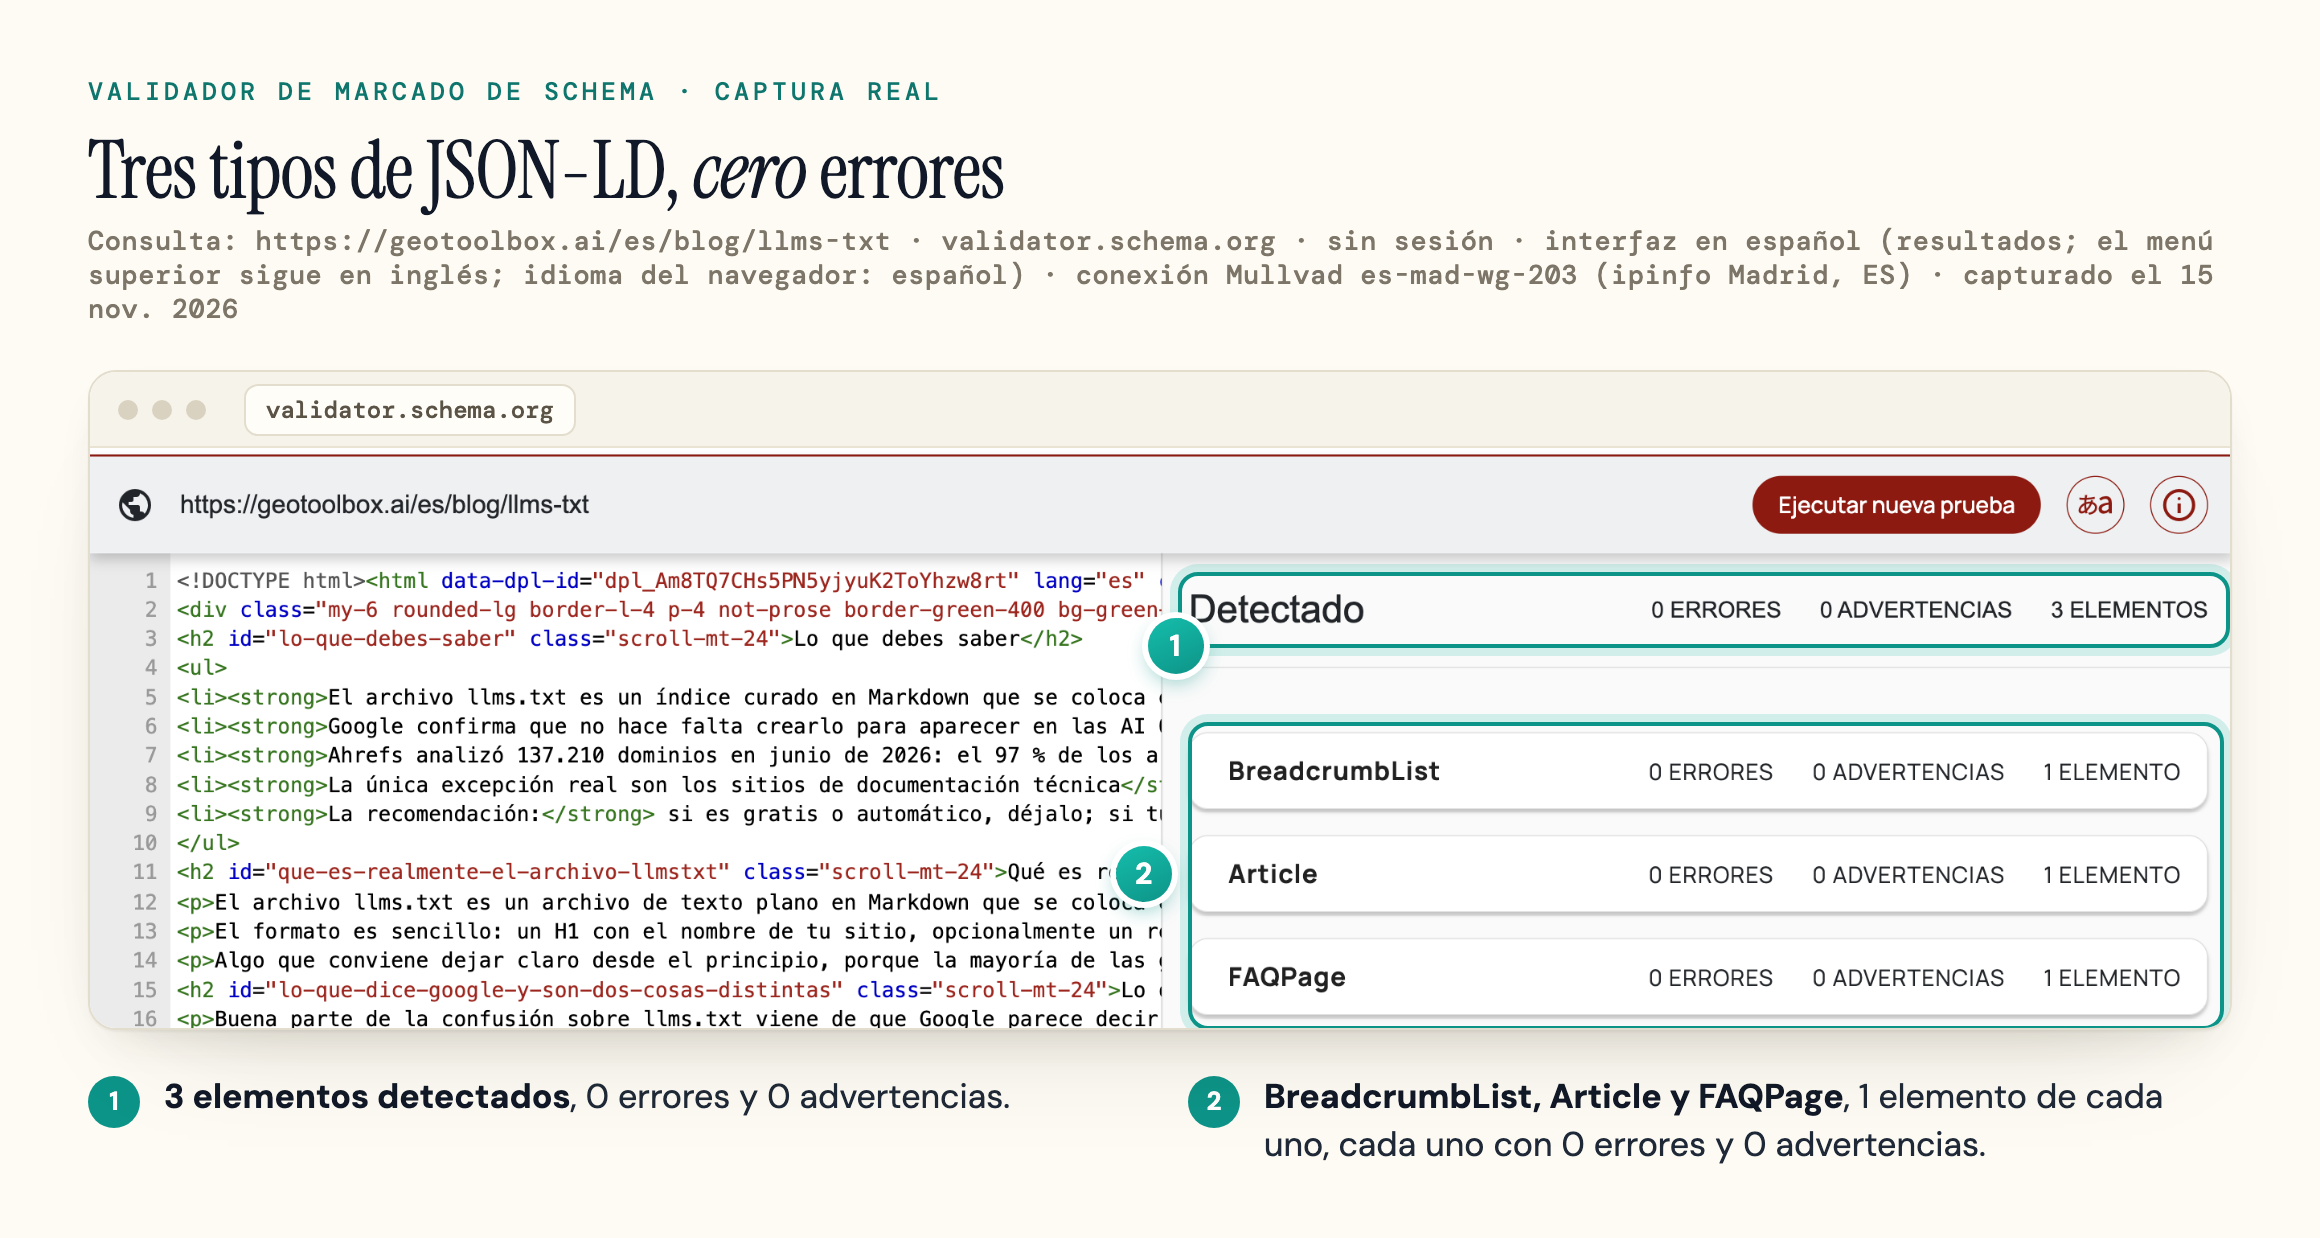 VALIDADOR DE MARCADO DE SCHEMA · CAPTURA REAL
Tres tipos de JSON-LD, cero errores
Consulta: https://geotoolbox.ai/es/blog/llms-txt · validator.schema.org · sin sesión · interfaz en español (resultados; el menú
superior sigue en inglés; idioma del navegador: español) · conexión Mullvad es-mad-wg-203 (ipinfo Madrid, ES) · capturado el 15
nov. 2026
validator.schema.org
https://geotoolbox.ai/es/blog/llms-txt
Ejecutar nueva prueba
あa
1 <!DOCTYPE html><html data-dpl-id="dpl_Am8TQ7CHs5PN5yjyuK2ToYhzw8rt" lang="es"
2 <div class="my-6 rounded-lg border-l-4 p-4 not-prose border-green-400 bg-green-
3 <h2 id="lo-que-debes-saber" class="scroll-mt-24">Lo que debes saber</h2>
4 <ul>
5 <li><strong>El archivo llms.txt es un índice curado en Markdown que se coloca
6 <li><strong>Google confirma que no hace falta crearlo para aparecer en las AI
7 <li><strong>Ahrefs analizó 137.210 dominios en junio de 2026: el 97 % de los a
8 <li><strong>La única excepción real son los sitios de documentación técnica</s
9 <li><strong>La recomendación:</strong> si es gratis o automático, déjalo; si t
10 </ul>
11 <h2 id="que-es-realmente-el-archivo-llmstxt" class="scroll-mt-24">Qué es r
12 <p>El archivo llms.txt es un archivo de texto plano en Markdown que se coloca
13 <p>El formato es sencillo: un H1 con el nombre de tu sitio, opcionalmente un r
14 <p>Algo que conviene dejar claro desde el principio, porque la mayoría de las
15 <h2 id="lo-que-dice-google-y-son-dos-cosas-distintas" class="scroll-mt-24">Lo
16 <p>Buena parte de la confusión sobre llms.txt viene de que Google parece decir
Detectado 0 ERRORES 0 ADVERTENCIAS 3 ELEMENTOS
1
BreadcrumbList 0 ERRORES 0 ADVERTENCIAS 1 ELEMENTO
2
Article 0 ERRORES 0 ADVERTENCIAS 1 ELEMENTO
FAQPage 0 ERRORES 0 ADVERTENCIAS 1 ELEMENTO
1 3 elementos detectados, 0 errores y 0 advertencias.
2 BreadcrumbList, Article y FAQPage, 1 elemento de cada
uno, cada uno con 0 errores y 0 advertencias.